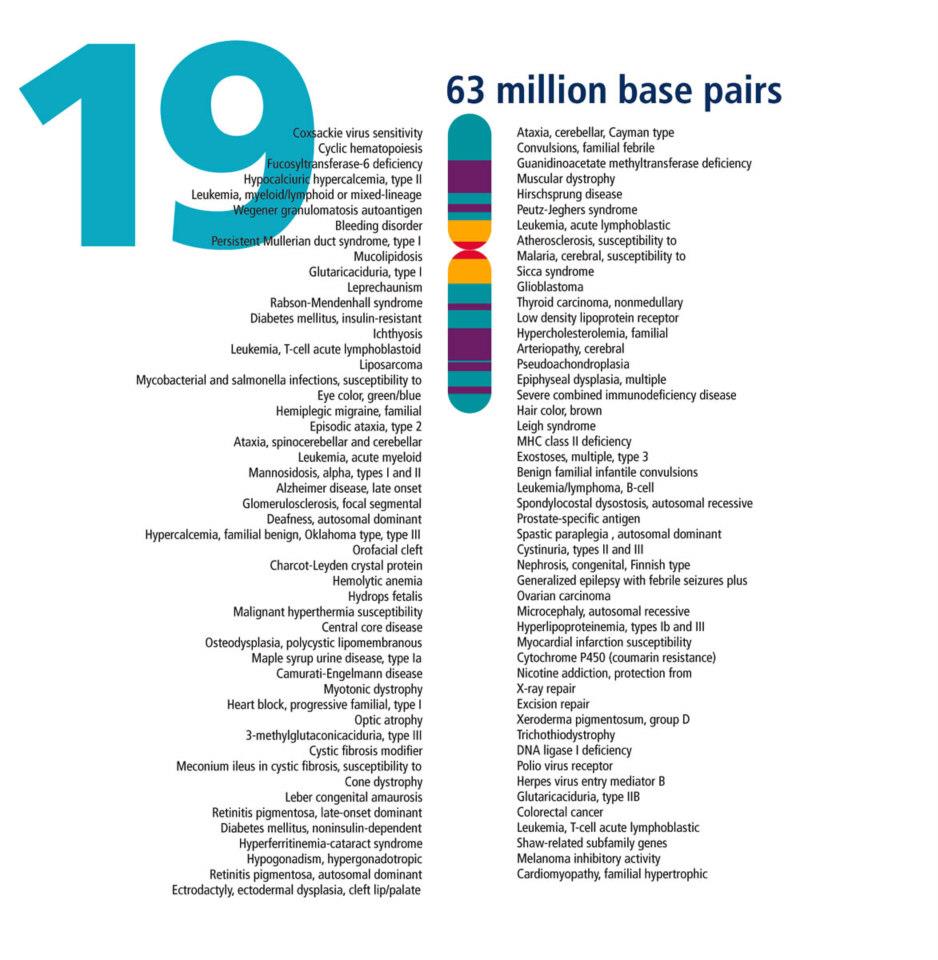 19
63 million base pairs
Coxsackie virus sensitivity
Cyclic hematopoiesis
Fucosyltransferase-6 deficiency
Hypocalciuric hypercalcemia, type II
Leukemia, myeloid/lymphoid or mixed-lineage
Wegener granulomatosis autoantigen
Bleeding disorder
Persistent Mullerian duct syndrome, type I
Mucolipidosis
Glutaricaciduria, type I
Leprechaunism
Rabson-Mendenhall syndrome
Diabetes mellitus, insulin-resistant
Ichthyosis
Leukemia, T-cell acute lymphoblastoid
Liposarcoma
Mycobacterial and salmonella infections, susceptibility to
Eye color, green/blue
Hemiplegic migraine, familial
Episodic ataxia, type 2
Ataxia, spinocerebellar and cerebellar
Leukemia, acute myeloid
Mannosidosis, alpha, types I and II
Alzheimer disease, late onset
Glomerulosclerosis, focal segmental
Deafness, autosomal dominant
Hypercalcemia, familial benign, Oklahoma type, type III
Orofacial cleft
Charcot-Leyden crystal protein
Hemolytic anemia
Hydrops fetalis
Malignant hyperthermia susceptibility
Central core disease
Osteodysplasia, polycystic lipomembranous
Maple syrup urine disease, type Ia
Camurati-Engelmann disease
Myotonic dystrophy
Heart block, progressive familial, type I
Optic atrophy
3-methylglutaconicaciduria, type III
Cystic fibrosis modifier
Meconium ileus in cystic fibrosis, susceptibility to
Cone dystrophy
Leber congenital amaurosis
Retinitis pigmentosa, late-onset dominant
Diabetes mellitus, noninsulin-dependent
Hyperferritinemia-cataract syndrome
Hypogonadism, hypergonadotropic
Retinitis pigmentosa, autosomal dominant
Ectrodactyly, ectodermal dysplasia, cleft lip/palate
Ataxia, cerebellar, Cayman type
Convulsions, familial febrile
Guanidinoacetate methyltransferase deficiency
Muscular dystrophy
Hirschsprung disease
Peutz-Jeghers syndrome
Leukemia, acute lymphoblastic
Atherosclerosis, susceptibility to
Malaria, cerebral, susceptibility to
Sicca syndrome
Glioblastoma
Thyroid carcinoma, nonmedullary
Low density lipoprotein receptor
Hypercholesterolemia, familial
Arteriopathy, cerebral
Pseudoachondroplasia
Epiphyseal dysplasia, multiple
Severe combined immunodeficiency disease
Hair color, brown
Leigh syndrome
MHC class II deficiency
Exostoses, multiple, type 3
Benign familial infantile convulsions
Leukemia/lymphoma, B-cell
Spondylocostal dysostosis, autosomal recessive
Prostate-specific antigen
Spastic paraplegia , autosomal dominant
Cystinuria, types II and III
Nephrosis, congenital, Finnish type
Generalized epilepsy with febrile seizures plus
Ovarian carcinoma
Microcephaly, autosomal recessive
Hyperlipoproteinemia, types Ib and III
Myocardial infarction susceptibility
Cytochrome P450 (coumarin resistance)
Nicotine addiction, protection from
X-ray repair
Excision repair
Xeroderma pigmentosum, group D
Trichothiodystrophy
DNA ligase I deficiency
Polio virus receptor
Herpes virus entry mediator B
Glutaricaciduria, type IIB
Colorectal cancer
Leukemia, T-cell acute lymphoblastic
Shaw-related subfamily genes
Melanoma inhibitory activity
Cardiomyopathy, familial hypertrophic